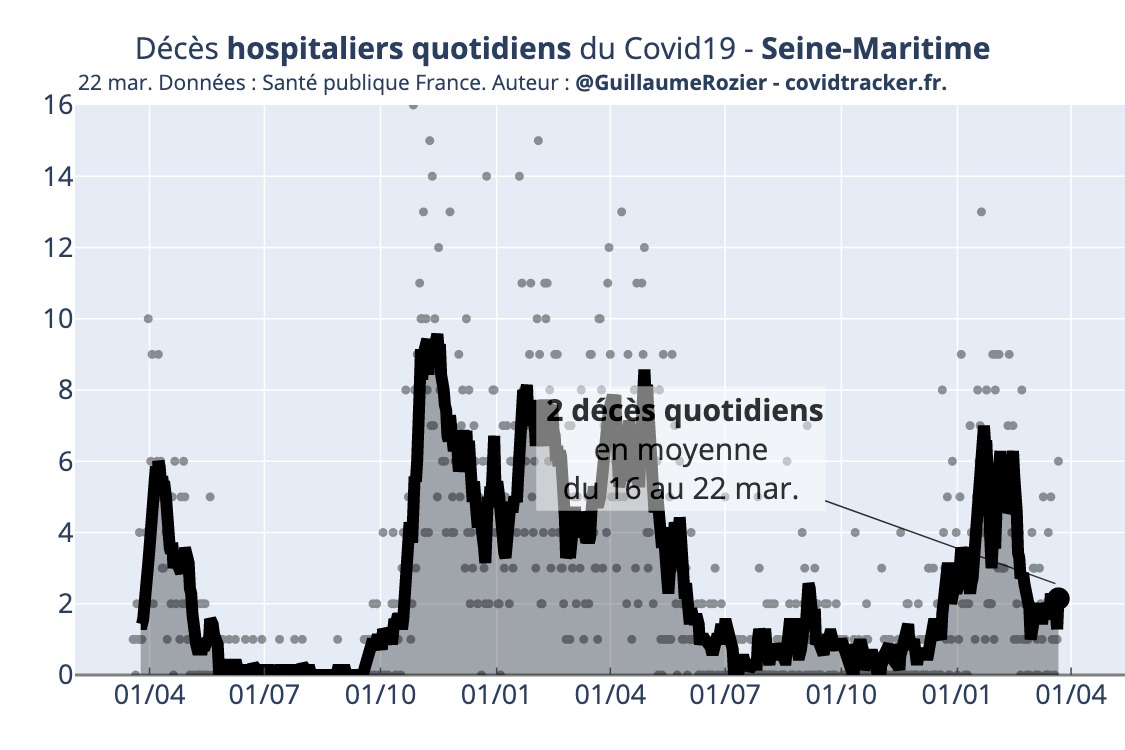 Décès hospitaliers quotidiens du Covid19 - Seine-Maritime
22 mar. Données : Santé publique France. Auteur : @GuillaumeRozier - covidtracker.fr.
16
14
12
10
8
2 décès quotidiens
en moyenne
6
du 16 au 22 mar.
4
2
0
01/04 01/07 01/10 01/01 01/04 01/07 01/10 01/01 01/04